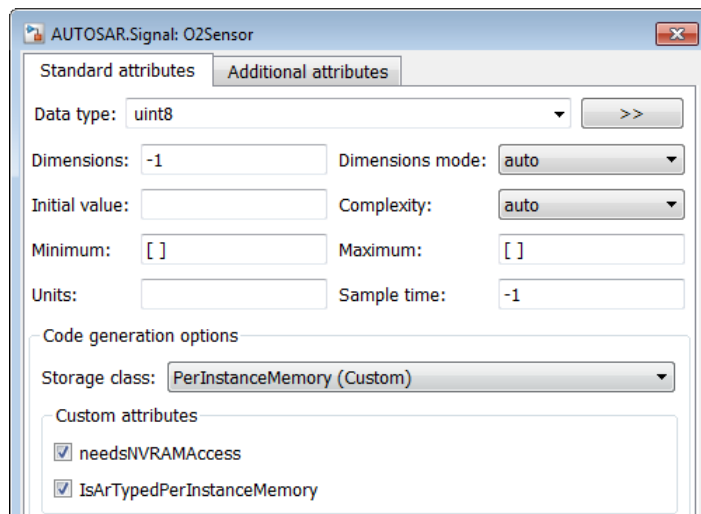 AUTOSAR.Signal: O2Sensor
Standard attributes Additional attributes
Data type: uint8 >>
Dimensions: -1 Dimensions mode: auto
Initial value: Complexity: auto
Minimum: [ ] Maximum: [ ]
Units: Sample time: -1
Code generation options
Storage class: PerInstanceMemory (Custom)
Custom attributes
needsNVRAMAccess
IsArTypedPerInstanceMemory